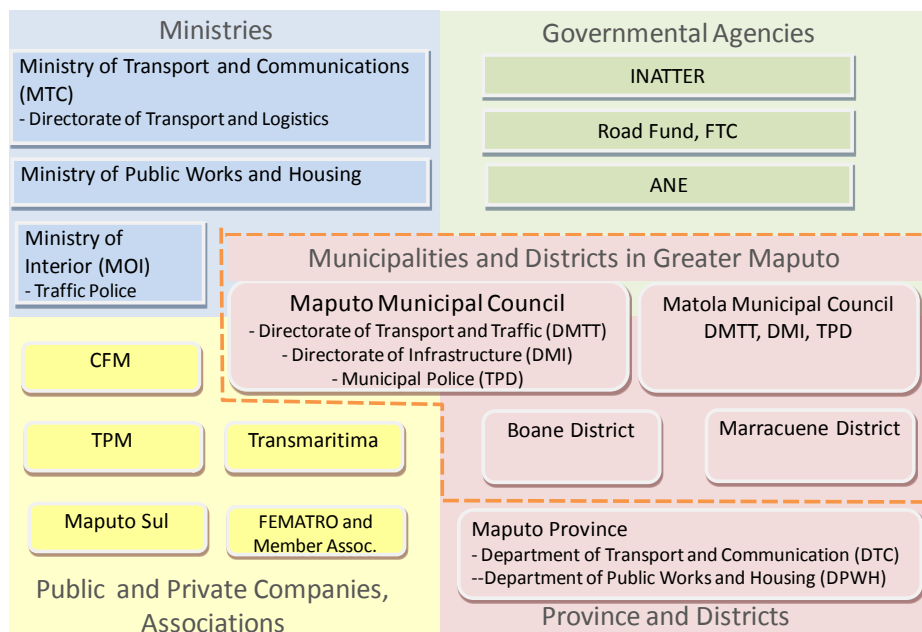 Ministries
Ministry of Transport and Communications
(MTC)
- Directorate of Transport and Logistics
Ministry of Public Works and Housing
Ministry of
Interior (MOI)
- Traffic Police
Governmental Agencies
INATTER
Road Fund, FTC
ANE
Municipalities and Districts in Greater Maputo
Maputo Municipal Council
- Directorate of Transport and Traffic (DMTT)
- Directorate of Infrastructure (DMI)
- Municipal Police (TPD)
Matola Municipal Council
DMTT, DMI, TPD
Boane District
Marracuene District
CFM
TPM
Transmaritima
Maputo Sul
FEMATRO and
Member Assoc.
Public and Private Companies,
Associations
Maputo Province
- Department of Transport and Communication (DTC)
--Department of Public Works and Housing (DPWH)
Province and Districts